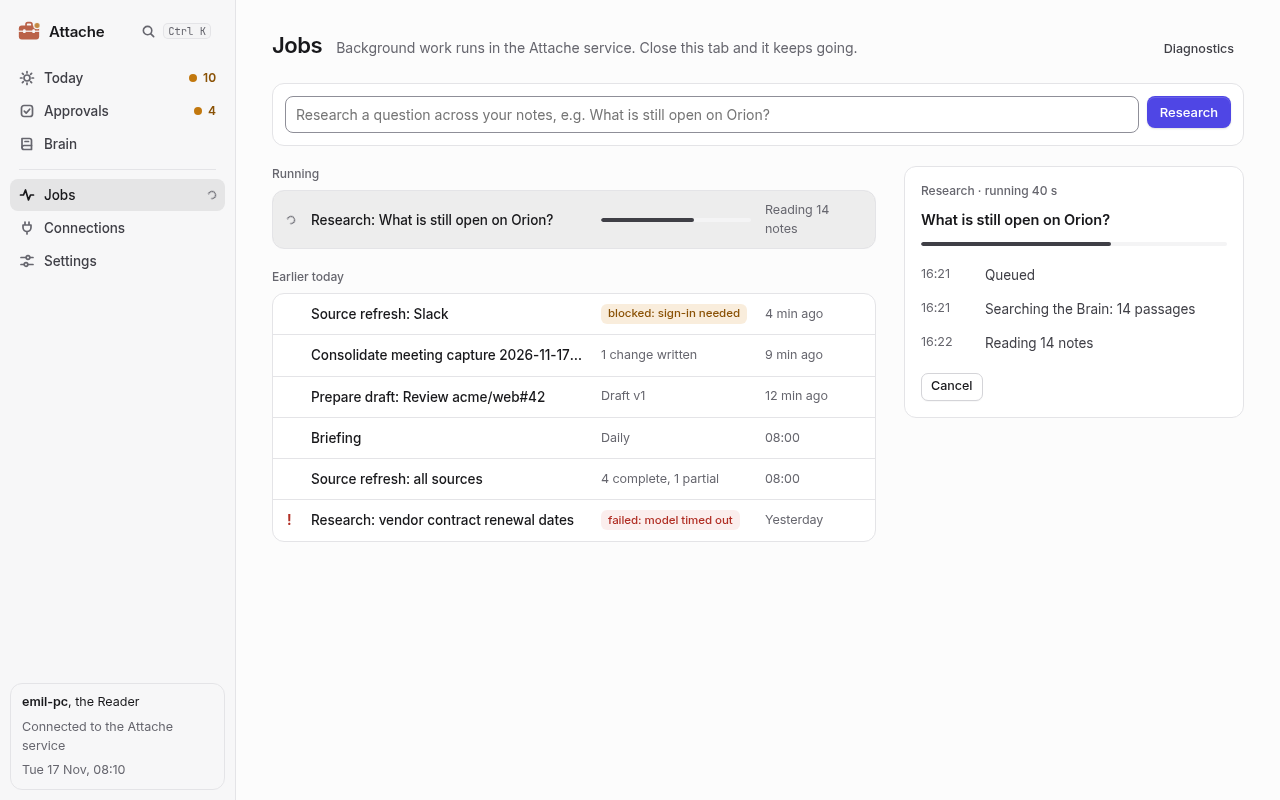 Attache
Ctrl K
Today
10
Approvals
4
Brain
Jobs
Connections
Settings
emil-pc, the Reader
Connected to the Attache
service
Tue 17 Nov, 08:10
Jobs
Background work runs in the Attache service. Close this tab and it keeps going.
Diagnostics
Research a question across your notes, e.g. What is still open on Orion?
Research
Running
Research: What is still open on Orion?
Reading 14
notes
Earlier today
Source refresh: Slack
blocked: sign-in needed
4 min ago
Consolidate meeting capture 2026-11-17...
1 change written
9 min ago
Prepare draft: Review acme/web#42
Draft v1
12 min ago
Briefing
Daily
08:00
Source refresh: all sources
4 complete, 1 partial
08:00
!
Research: vendor contract renewal dates
failed: model timed out
Yesterday
Research · running 40 s
What is still open on Orion?
16:21
Queued
16:21
Searching the Brain: 14 passages
16:22
Reading 14 notes
Cancel